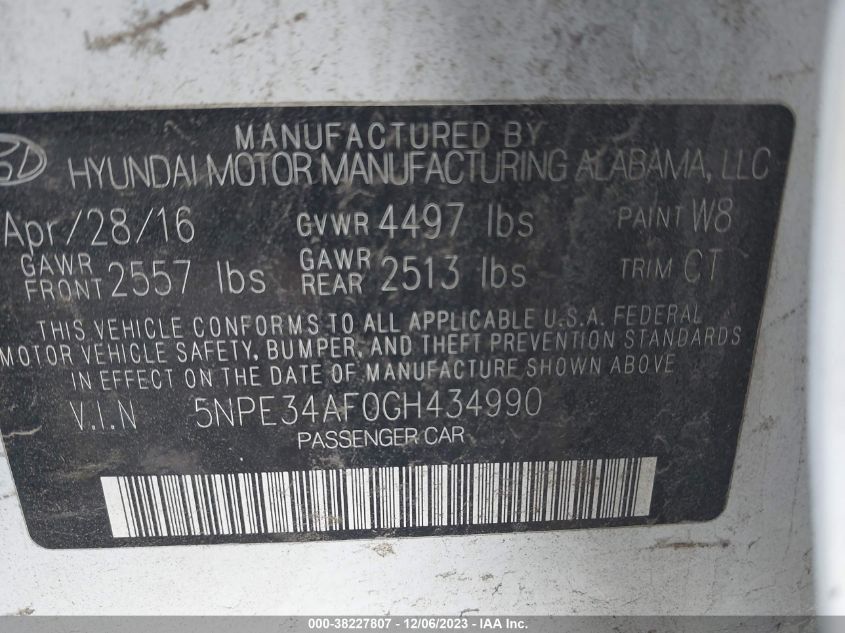 MANUFACTURED BY
HYUNDAI MOTOR MANUFACTURING ALABAMA, LLC
Apr/28/16 GVWR 4497 lbs PAINT W8
GAWR FRONT 2557 lbs GAWR REAR 2513 lbs TRIM CT
THIS VEHICLE CONFORMS TO ALL APPLICABLE U.S.A. FEDERAL
MOTOR VEHICLE SAFETY, BUMPER, AND THEFT PREVENTION STANDARDS
IN EFFECT ON THE DATE OF MANUFACTURE SHOWN ABOVE
V.I.N 5NPE34AF0GH434990
PASSENGER CAR
000-38227807 - 12/06/2023 - IAA Inc.